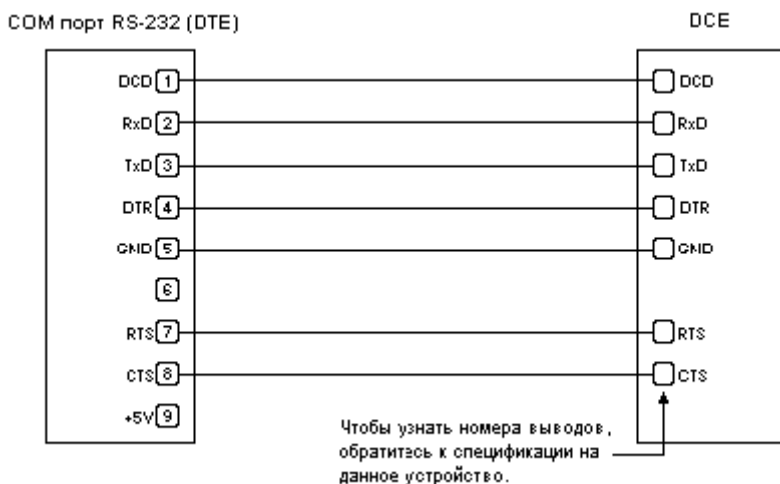 COM порт RS-232 (DTE) DCE
DCD 1 DCD
RxD 2 RxD
TxD 3 TxD
DTR 4 DTR
GND 5 GND
6
RTS 7 RTS
CTS 8 CTS
+5V 9
Чтобы узнать номера выводов,
обратитесь к спецификации на
данное устройство.